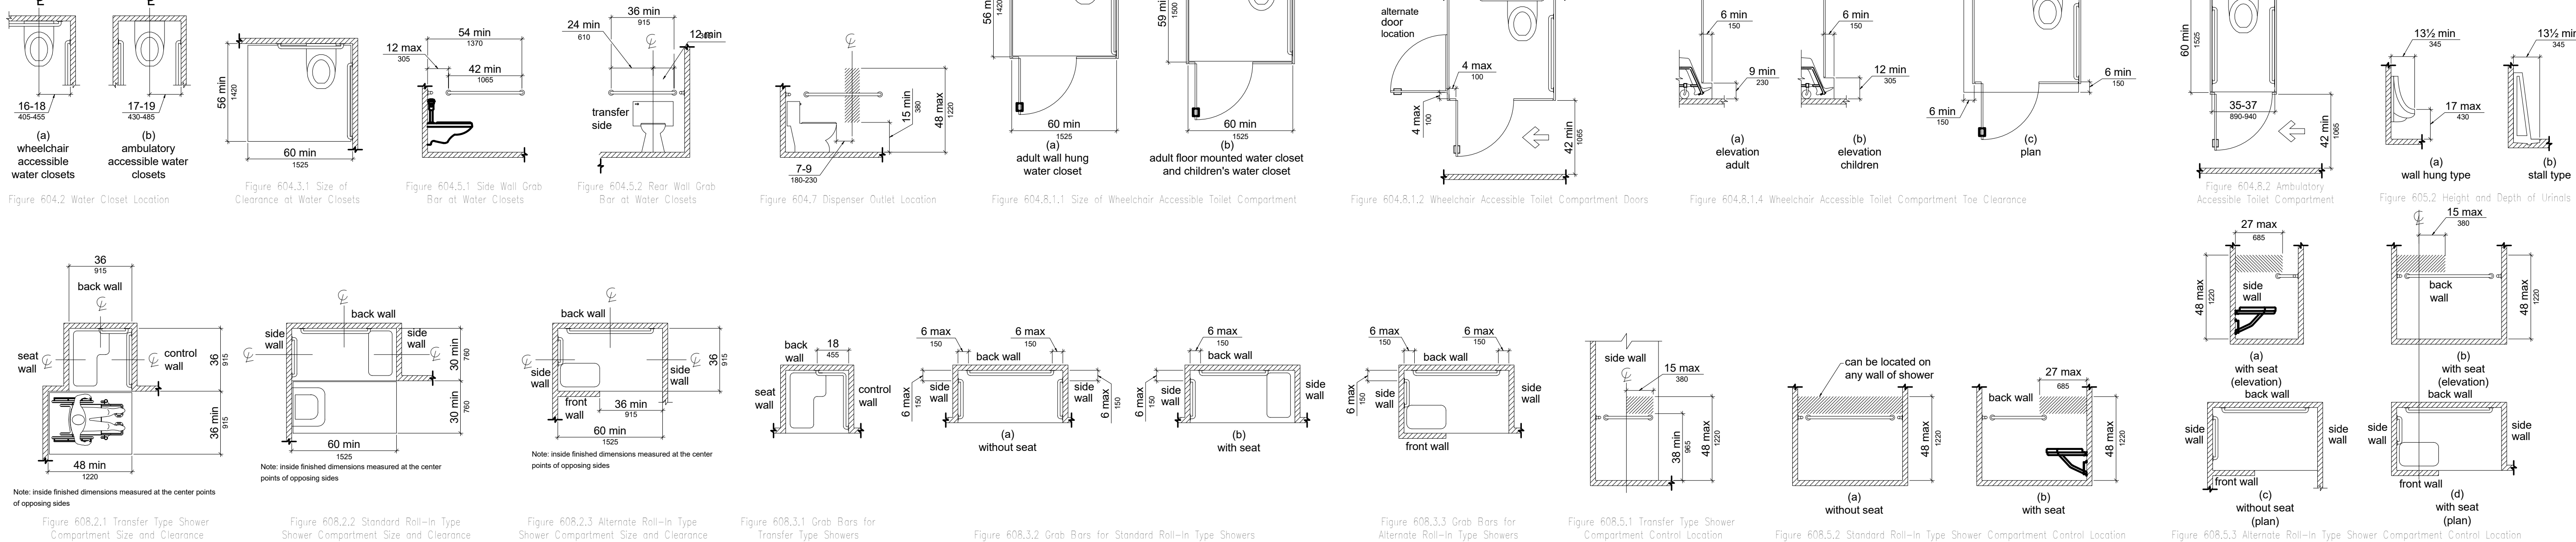 16-18
405-455
(a)
wheelchair
accessible
water closets
17-19
430-485
(b)
ambulatory
accessible water
closets
Figure 604.2 Water Closet Location
56 min
1420
60 min
1525
Figure 604.3.1 Size of
Clearance at Water Closets
54 min
1370
12 max
305
42 min
1065
Figure 604.5.1 Side Wall Grab
Bar at Water Closets
36 min
915
24 min
610
12 min
transfer
side
Figure 604.5.2 Rear Wall Grab
Bar at Water Closets
15 min
380
48 max
1220
7-9
180-230
Figure 604.7 Dispenser Outlet Location
56 min
1420
60 min
1525
(a)
adult wall hung
water closet
59 min
1500
60 min
1525
(b)
adult floor mounted water closet
and children's water closet
Figure 604.8.1.1 Size of Wheelchair Accessible Toilet Compartment
alternate
door
location
4 max
100
4 max
100
42 min
1065
Figure 604.8.1.2 Wheelchair Accessible Toilet Compartment Doors
6 min
150
9 min
230
(a)
elevation
adult
6 min
150
12 min
305
(b)
elevation
children
6 min
150
6 min
150
(c)
plan
Figure 604.8.1.4 Wheelchair Accessible Toilet Compartment Toe Clearance
60 min
1525
35-37
890-940
42 min
1065
Figure 604.8.2 Ambulatory
Accessible Toilet Compartment
13½ min
345
17 max
430
(a)
wall hung type
13½ min
345
(b)
stall type
Figure 605.2 Height and Depth of Urinals
36
915
back wall
seat
wall
control
wall
36
915
36 min
915
48 min
1220
Note: inside finished dimensions measured at the center points
of opposing sides
Figure 608.2.1 Transfer Type Shower
Compartment Size and Clearance
back wall
side
wall
side
wall
30 min
760
30 min
760
60 min
1525
Note: inside finished dimensions measured at the center
points of opposing sides
Figure 608.2.2 Standard Roll-In Type
Shower Compartment Size and Clearance
back wall
side
wall
side
wall
front
wall
36
915
36 min
915
60 min
1525
Note: inside finished dimensions measured at the center
points of opposing sides
Figure 608.2.3 Alternate Roll-In Type
Shower Compartment Size and Clearance
back
wall
18
455
seat
wall
control
wall
Figure 608.3.1 Grab Bars for
Transfer Type Showers
6 max
150
6 max
150
back wall
6 max
150
side
wall
side
wall
6 max
150
(a)
without seat
6 max
150
back wall
6 max
150
side
wall
side
wall
(b)
with seat
Figure 608.3.2 Grab Bars for Standard Roll-In Type Showers
6 max
150
6 max
150
back wall
6 max
150
side
wall
side
wall
front wall
Figure 608.3.3 Grab Bars for
Alternate Roll-In Type Showers
side wall
15 max
380
38 min
965
48 max
1220
Figure 608.5.1 Transfer Type Shower
Compartment Control Location
can be located on
any wall of shower
48 max
1220
(a)
without seat
27 max
685
back wall
48 max
1220
(b)
with seat
Figure 608.5.2 Standard Roll-In Type Shower Compartment Control Location
27 max
685
48 max
1220
side
wall
(a)
with seat
(elevation)
15 max
380
back
wall
48 max
1220
(b)
with seat
(elevation)
back wall
side
wall
side
wall
front wall
(c)
without seat
(plan)
back wall
side
wall
side
wall
front wall
(d)
with seat
(plan)
Figure 608.5.3 Alternate Roll-In Type Shower Compartment Control Location